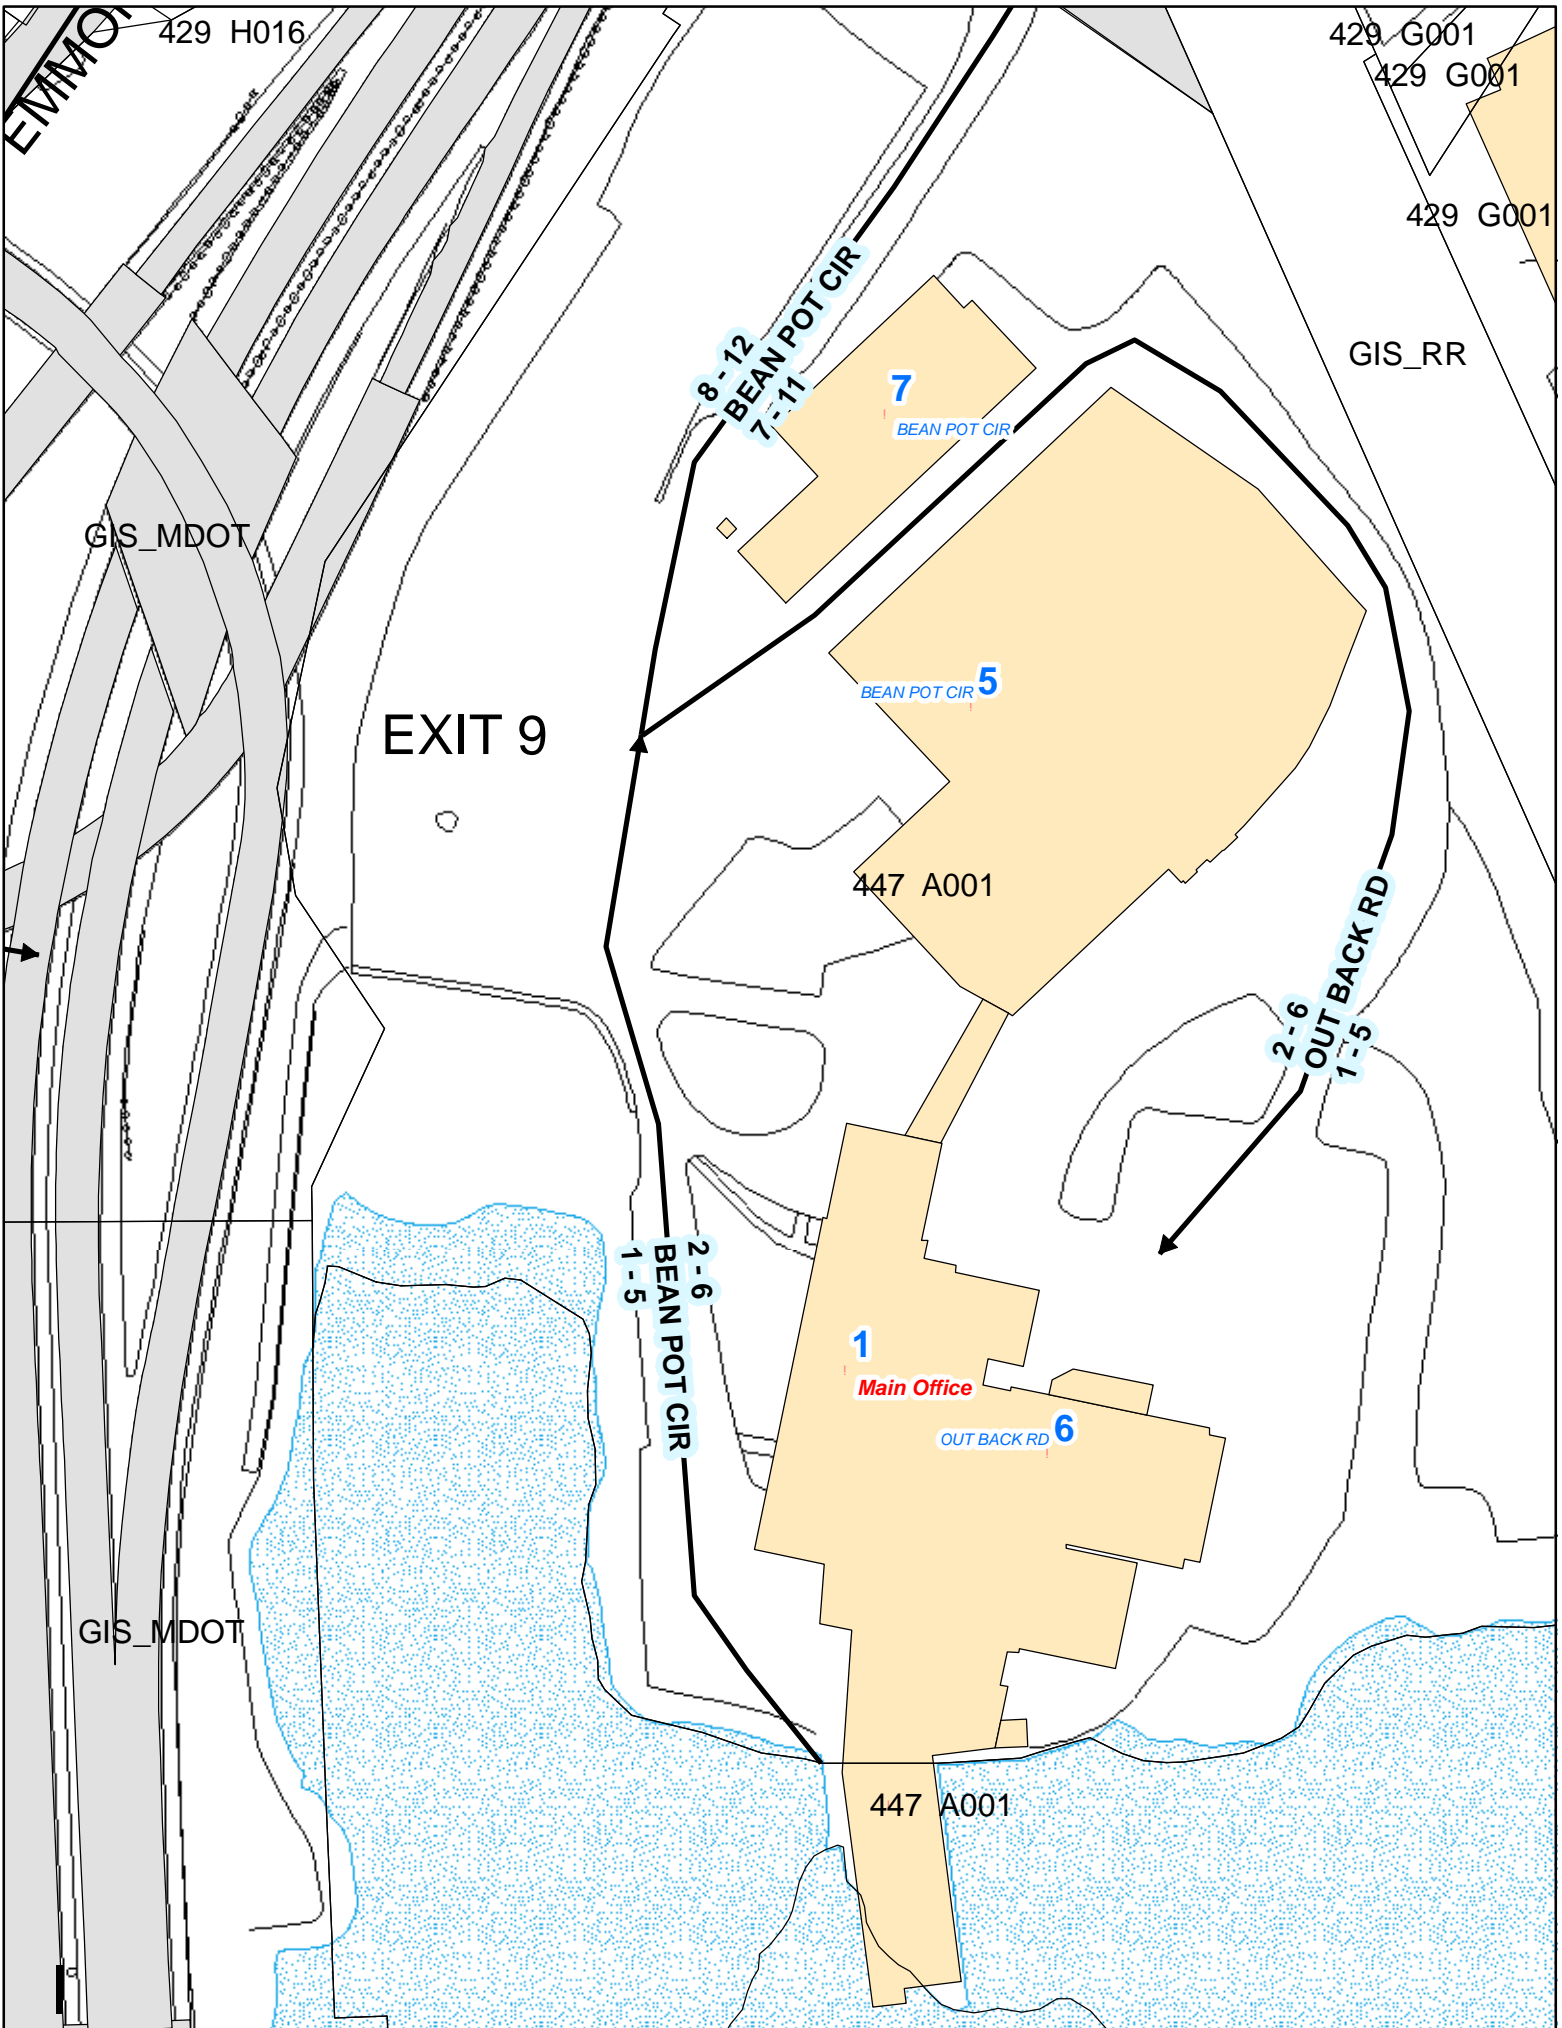 EMMO
429 H016
429 G001
429 G001
429 G001
GIS_RR
8 - 12
BEAN POT CIR
7 - 11
7
BEAN POT CIR
GIS_MDOT
BEAN POT CIR 5
EXIT 9
447 A001
2 - 6
OUT BACK RD
1 - 5
2 - 6
BEAN POT CIR
1 - 5
1
Main Office
OUT BACK RD 6
GIS_MDOT
447 A001